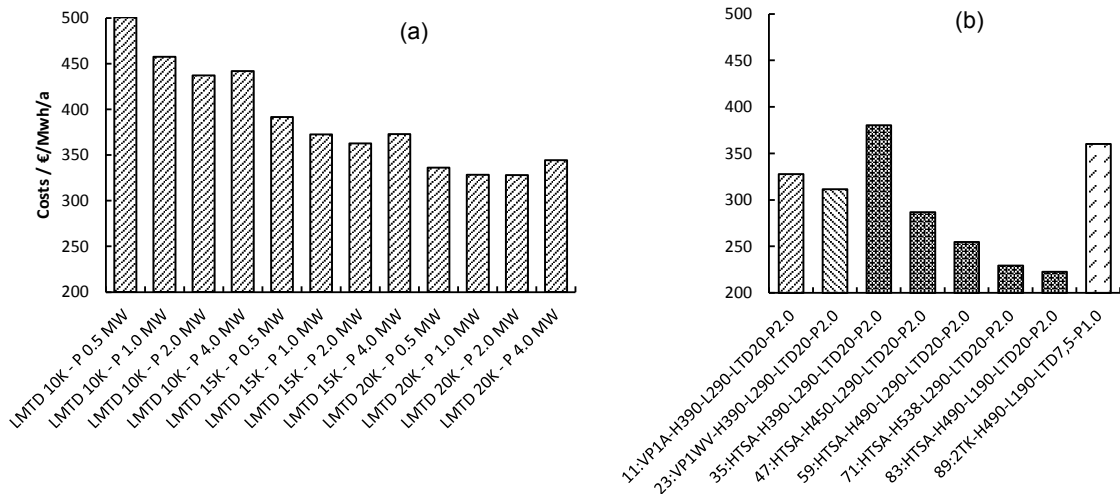 (a)
Costs / €/Mwh/a
500
450
400
350
300
250
200
LMTD 10K - P 0.5 MW
LMTD 10K - P 1.0 MW
LMTD 10K - P 2.0 MW
LMTD 10K - P 4.0 MW
LMTD 15K - P 0.5 MW
LMTD 15K - P 1.0 MW
LMTD 15K - P 2.0 MW
LMTD 15K - P 4.0 MW
LMTD 20K - P 0.5 MW
LMTD 20K - P 1.0 MW
LMTD 20K - P 2.0 MW
LMTD 20K - P 4.0 MW
(b)
500
450
400
350
300
250
200
11:VP1A-H390-L290-LTD20-P2.0
23:VP1WV-H390-L290-LTD20-P2.0
35:HTSA-H390-L290-LTD20-P2.0
47:HTSA-H450-L290-LTD20-P2.0
59:HTSA-H490-L290-LTD20-P2.0
71:HTSA-H538-L290-LTD20-P2.0
83:HTSA-H490-L190-LTD20-P2.0
89:2TK-H490-L190-LTD7,5-P1.0